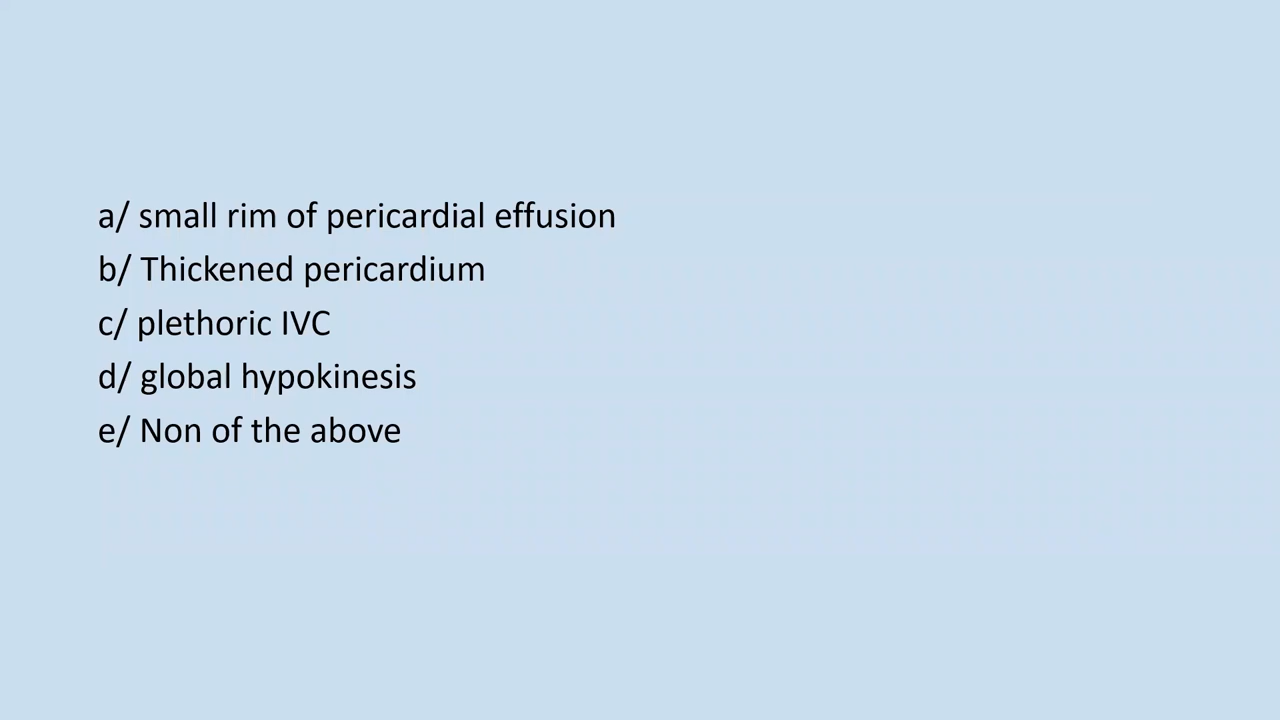 a/ small rim of pericardial effusion
b/ Thickened pericardium
c/ plethoric IVC
d/ global hypokinesis
e/ Non of the above